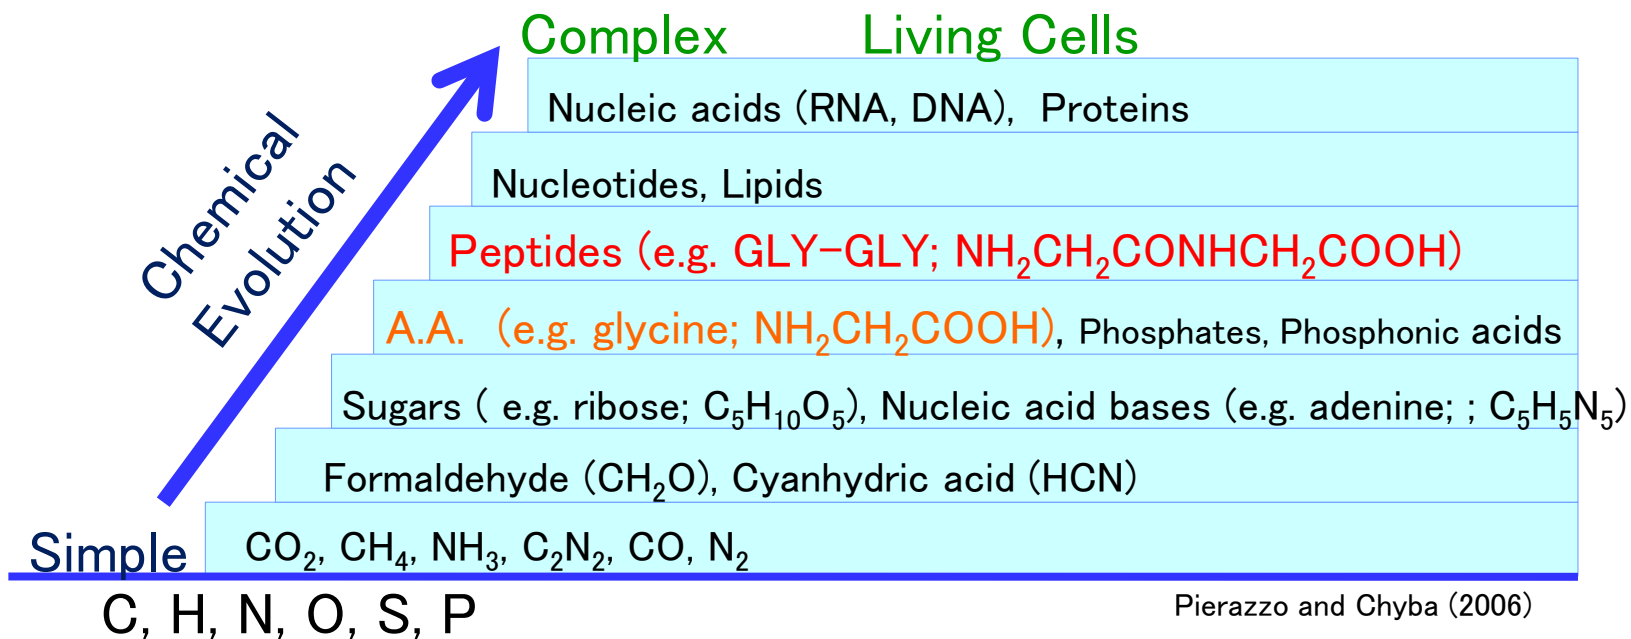 Complex Living Cells
Nucleic acids (RNA, DNA), Proteins
Nucleotides, Lipids
Peptides (e.g. GLY-GLY; NH₂CH₂CONHCH₂COOH)
A.A. (e.g. glycine; NH₂CH₂COOH), Phosphates, Phosphonic acids
Sugars ( e.g. ribose; C₅H₁₀O₅), Nucleic acid bases (e.g. adenine; ; C₅H₅N₅)
Formaldehyde (CH₂O), Cyanhydric acid (HCN)
CO₂, CH₄, NH₃, C₂N₂, CO, N₂
Chemical
Evolution
Simple
C, H, N, O, S, P
Pierazzo and Chyba (2006)